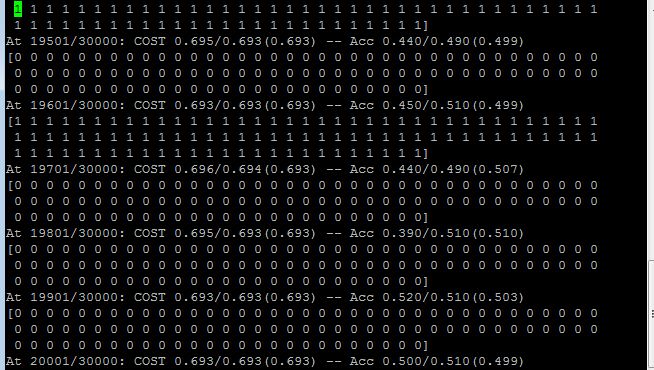 1 1 1 1 1 1 1 1 1 1 1 1 1 1 1 1 1 1 1 1 1 1 1 1 1 1 1 1 1 1 1 1 1 1 1 1 1
1 1 1 1 1 1 1 1 1 1 1 1 1 1 1 1 1 1 1 1 1 1 1 1 1 1]
At 19501/30000: COST 0.695/0.693(0.693) -- Acc 0.440/0.490(0.499)
[0 0 0 0 0 0 0 0 0 0 0 0 0 0 0 0 0 0 0 0 0 0 0 0 0 0 0 0 0 0 0 0 0 0 0 0 0
0 0 0 0 0 0 0 0 0 0 0 0 0 0 0 0 0 0 0 0 0 0 0 0 0 0 0 0 0 0 0 0 0 0 0 0 0
0 0 0 0 0 0 0 0 0 0 0 0 0 0 0 0 0 0 0 0 0 0 0 0 0 0]
At 19601/30000: COST 0.693/0.693(0.693) -- Acc 0.450/0.510(0.499)
[1 1 1 1 1 1 1 1 1 1 1 1 1 1 1 1 1 1 1 1 1 1 1 1 1 1 1 1 1 1 1 1 1 1 1 1 1
1 1 1 1 1 1 1 1 1 1 1 1 1 1 1 1 1 1 1 1 1 1 1 1 1 1 1 1 1 1 1 1 1 1 1 1 1
1 1 1 1 1 1 1 1 1 1 1 1 1 1 1 1 1 1 1 1 1 1 1 1 1 1]
At 19701/30000: COST 0.696/0.694(0.693) -- Acc 0.440/0.490(0.507)
[0 0 0 0 0 0 0 0 0 0 0 0 0 0 0 0 0 0 0 0 0 0 0 0 0 0 0 0 0 0 0 0 0 0 0 0 0
0 0 0 0 0 0 0 0 0 0 0 0 0 0 0 0 0 0 0 0 0 0 0 0 0 0 0 0 0 0 0 0 0 0 0 0 0
0 0 0 0 0 0 0 0 0 0 0 0 0 0 0 0 0 0 0 0 0 0 0 0 0 0]
At 19801/30000: COST 0.695/0.693(0.693) -- Acc 0.390/0.510(0.510)
[0 0 0 0 0 0 0 0 0 0 0 0 0 0 0 0 0 0 0 0 0 0 0 0 0 0 0 0 0 0 0 0 0 0 0 0 0
0 0 0 0 0 0 0 0 0 0 0 0 0 0 0 0 0 0 0 0 0 0 0 0 0 0 0 0 0 0 0 0 0 0 0 0 0
0 0 0 0 0 0 0 0 0 0 0 0 0 0 0 0 0 0 0 0 0 0 0 0 0 0]
At 19901/30000: COST 0.693/0.693(0.693) -- Acc 0.520/0.510(0.503)
[0 0 0 0 0 0 0 0 0 0 0 0 0 0 0 0 0 0 0 0 0 0 0 0 0 0 0 0 0 0 0 0 0 0 0 0 0
0 0 0 0 0 0 0 0 0 0 0 0 0 0 0 0 0 0 0 0 0 0 0 0 0 0 0 0 0 0 0 0 0 0 0 0 0
0 0 0 0 0 0 0 0 0 0 0 0 0 0 0 0 0 0 0 0 0 0 0 0 0 0]
At 20001/30000: COST 0.693/0.693(0.693) -- Acc 0.500/0.510(0.499)